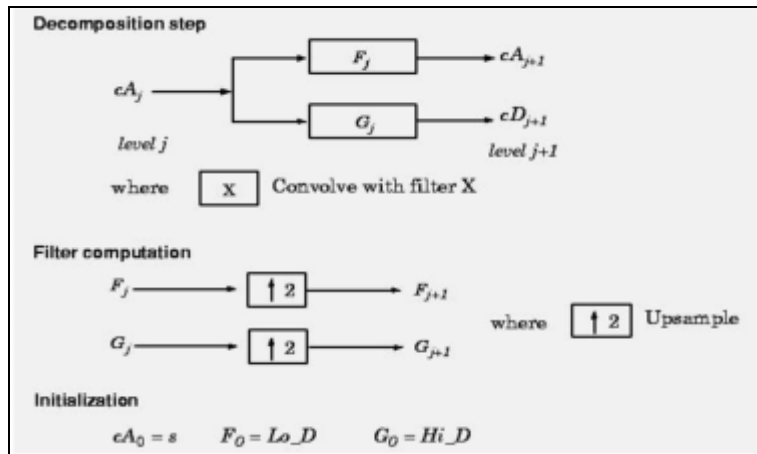 Decomposition step
F_j
cA_{j+1}
cA_j
G_j
cD_{j+1}
level j
level j+1
where X Convolve with filter X
Filter computation
F_j ↑ 2 F_{j+1}
where ↑ 2 Upsample
G_j ↑ 2 G_{j+1}
Initialization
cA_0 = s F_0 = Lo_D G_0 = Hi_D